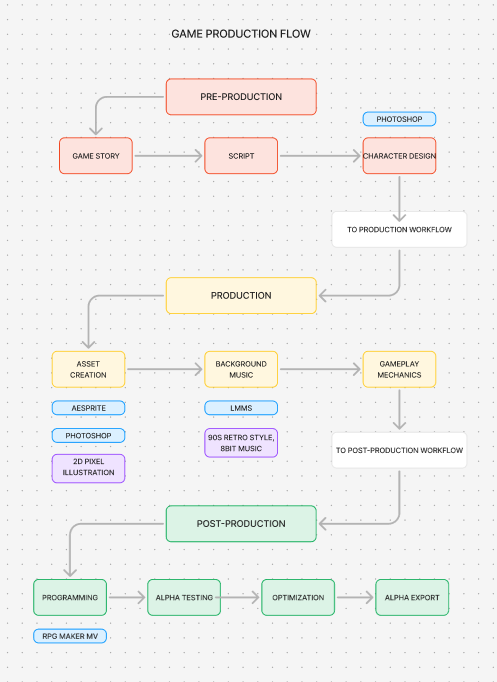 GAME PRODUCTION FLOW
PRE-PRODUCTION
PHOTOSHOP
GAME STORY
SCRIPT
CHARACTER DESIGN
TO PRODUCTION WORKFLOW
PRODUCTION
ASSET
CREATION
BACKGROUND
MUSIC
GAMEPLAY
MECHANICS
AESPRITE
LMMS
PHOTOSHOP
90S RETRO STYLE,
8BIT MUSIC
2D PIXEL
ILLUSTRATION
TO POST-PRODUCTION WORKFLOW
POST-PRODUCTION
PROGRAMMING
ALPHA TESTING
OPTIMIZATION
ALPHA EXPORT
RPG MAKER MV